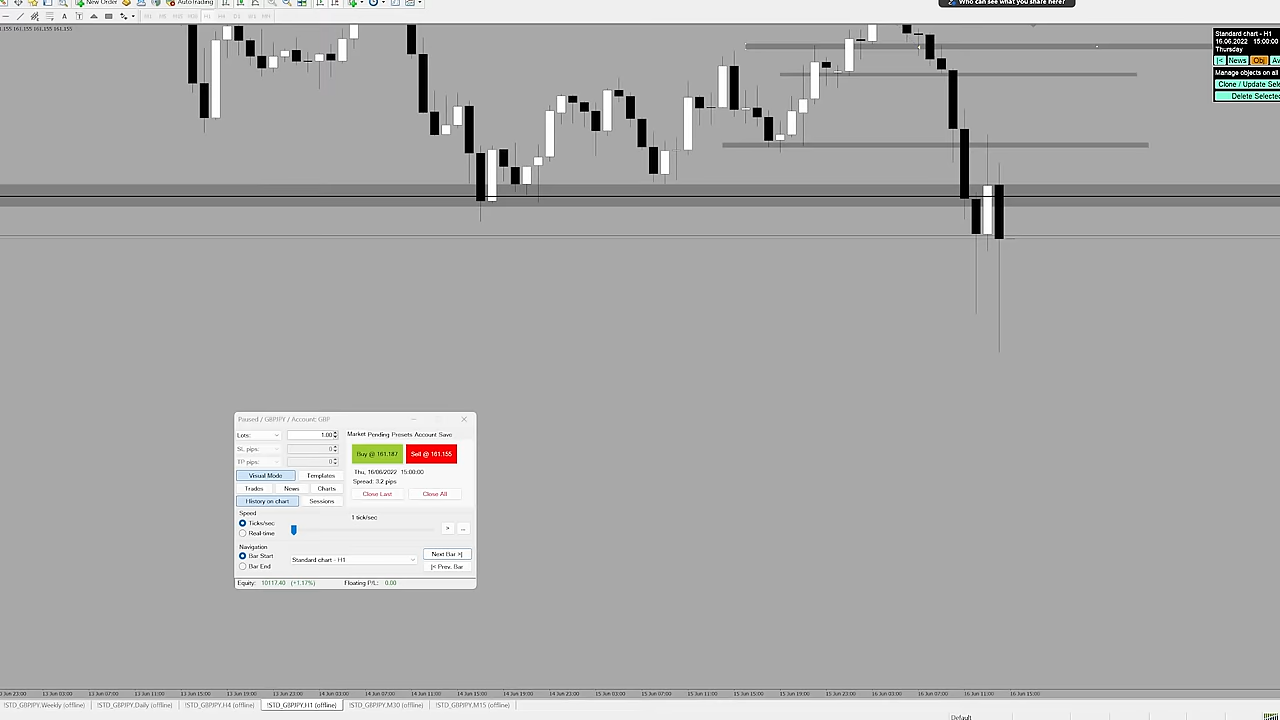 New Order
AutoTrading
Who can see what you share here?
161.155 161.155 161.155
Standard chart - H1
16.06.2022 15:00:00
Thursday
|< News Obj
Manage objects on all
Clone / Update Sele
Delete Selected
Paused / GBPJPY / Account: GBP
Lots: 1.00
SL pips: 0
TP pips: 0
Visual Mode Templates
Trades News Charts
History on chart Sessions
Market Pending Presets Account Save
Buy @ 161.187 Sell @ 161.155
Thu, 16/06/2022 15:00:00
Spread: 3.2 pips
Close Last Close All
Speed
1 tick/sec
Ticks/sec
Real-time
> ...
Navigation
Bar Start
Bar End
Standard chart - H1
Next Bar >|
|< Prev. Bar
Equity: 10117.40 (+1.17%) Floating P/L: 0.00
Jun 23:00 13 Jun 03:00 13 Jun 07:00 13 Jun 11:00 13 Jun 15:00 13 Jun 19:00 13 Jun 23:00 14 Jun 03:00 14 Jun 07:00 14 Jun 11:00 14 Jun 15:00 14 Jun 19:00 14 Jun 23:00 15 Jun 03:00 15 Jun 07:00 15 Jun 11:00 15 Jun 15:00 15 Jun 19:00 16 Jun 03:00 16 Jun 07:00 16 Jun 11:00 16 Jun 15:00
!STD_GBPJPY,Weekly (offline) !STD_GBPJPY,Daily (offline) !STD_GBPJPY,H4 (offline) !STD_GBPJPY,H1 (offline) !STD_GBPJPY,M30 (offline) !STD_GBPJPY,M15 (offline)
Default